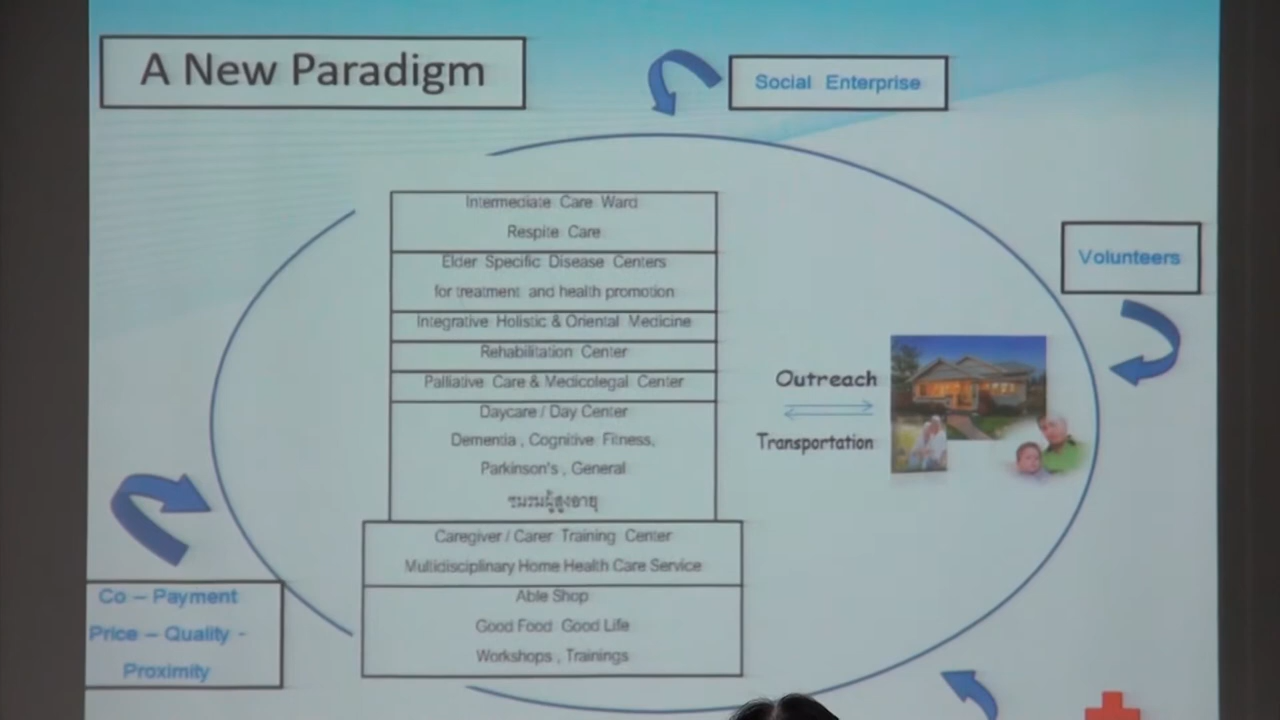 A New Paradigm
Social Enterprise
Volunteers
Intermediate Care Ward
Respite Care
Elder Specific Disease Centers
for treatment and health promotion
Integrative Holistic & Oriental Medicine
Rehabilitation Center
Palliative Care & Medicolegal Center
Daycare / Day Center
Dementia , Cognitive Fitness,
Parkinson's , General
ชมรมผู้สูงอายุ
Caregiver / Carer Training Center
Multidisciplinary Home Health Care Service
Able Shop
Good Food Good Life
Workshops , Trainings
Outreach
Transportation
Co – Payment
Price – Quality -
Proximity